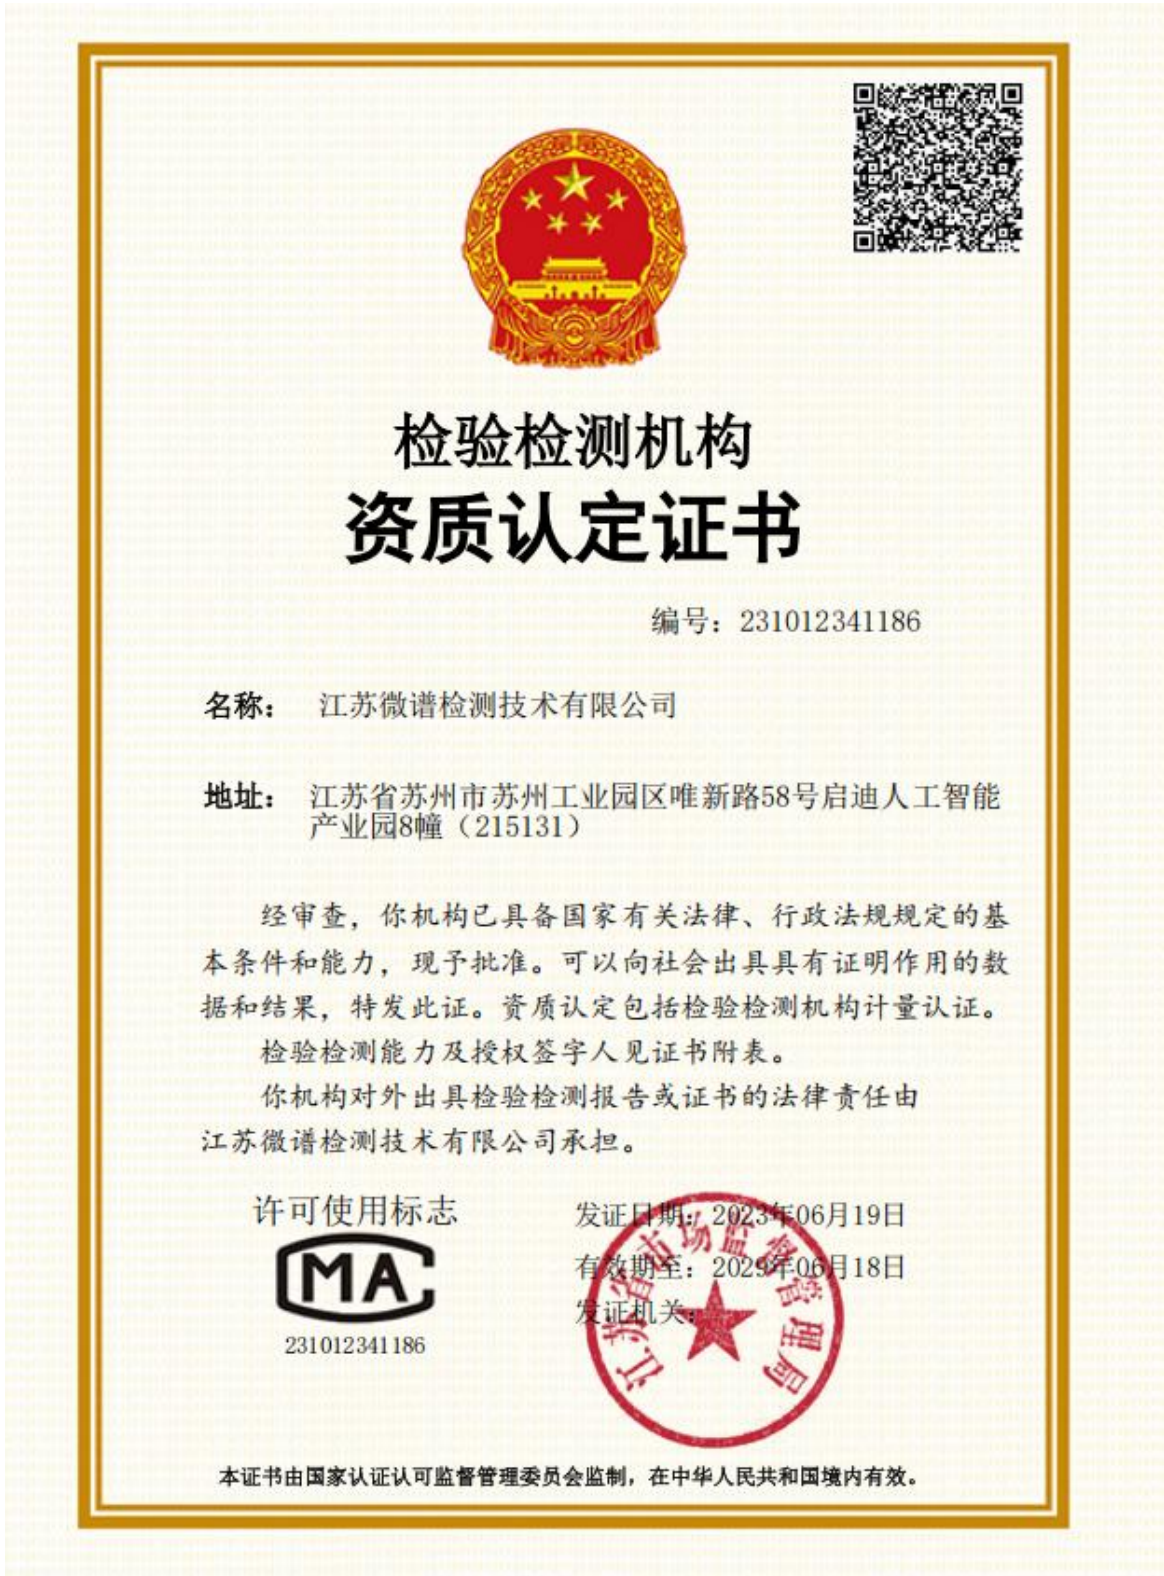 检验检测机构
资质认定证书
编号：231012341186
名称： 江苏微谱检测技术有限公司
地址： 江苏省苏州市苏州工业园区唯新路58号启迪人工智能
产业园8幢（215131）
经审查，你机构已具备国家有关法律、行政法规规定的基
本条件和能力，现予批准。可以向社会出具具有证明作用的数
据和结果，特发此证。资质认定包括检验检测机构计量认证。
检验检测能力及授权签字人见证书附表。
你机构对外出具检验检测报告或证书的法律责任由
江苏微谱检测技术有限公司承担。
许可使用标志
MA
231012341186
发证日期：2023年06月19日
有效期至：2029年06月18日
发证机关：
江苏省市场监督管理局
本证书由国家认证认可监督管理委员会监制，在中华人民共和国境内有效。